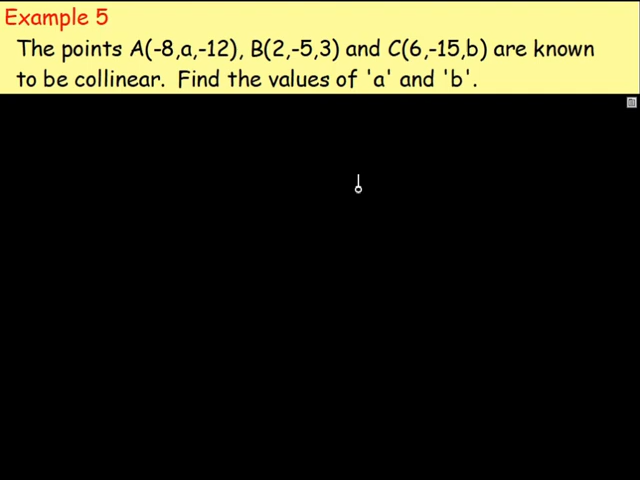 Example 5
The points A(-8,a,-12), B(2,-5,3) and C(6,-15,b) are known
to be collinear. Find the values of 'a' and 'b'.